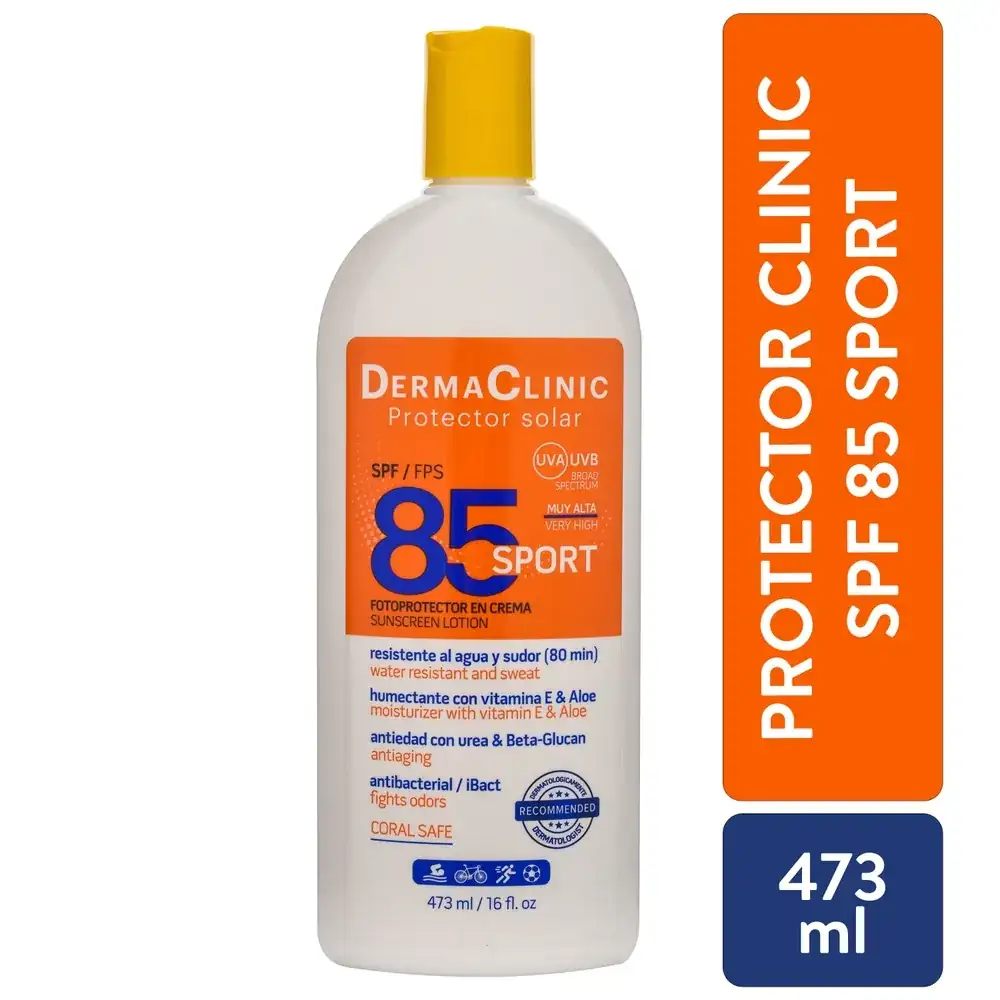 DERMACLINIC
Protector solar
SPF / FPS
UVA UVB
BROAD
SPECTRUM
85
MUY ALTA
VERY HIGH
SPORT
FOTOPROTECTOR EN CREMA
SUNSCREEN LOTION
resistente al agua y sudor (80 min)
water resistant and sweat
humectante con vitamina E & Aloe
moisturizer with vitamin E & Aloe
antiedad con urea & Beta-Glucan
antiaging
antibacterial / iBact
fights odors
CORAL SAFE
DERMATOLOGICAMENTE
RECOMMENDED
DERMATOLOGIST
473 ml / 16 fl. oz
PROTECTOR CLINIC
SPF 85 SPORT
473
ml